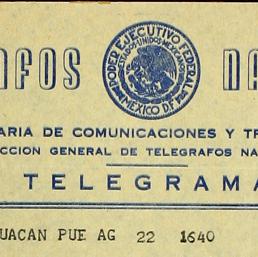 AFOS NA
PODER EJECUTIVO FEDERAL
ESTADOS UNIDOS MEXICANOS
MEXICO D.F.
ARIA DE COMUNICACIONES Y TR
CCION GENERAL DE TELEGRAFOS NA
TELEGRAMA
UACAN PUE AG 22 1640